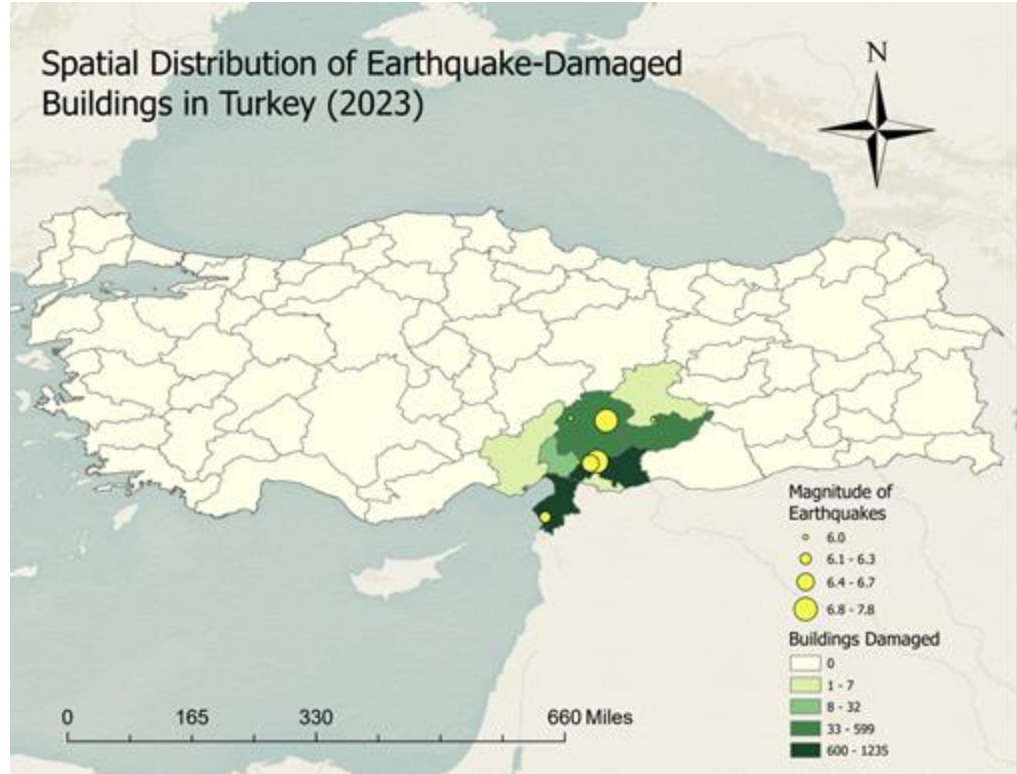 Spatial Distribution of Earthquake-Damaged
Buildings in Turkey (2023)
N
Magnitude of
Earthquakes
6.0
6.1 - 6.3
6.4 - 6.7
6.8 - 7.8
Buildings Damaged
0
1 - 7
8 - 32
33 - 599
600 - 1235
0 165 330 660 Miles